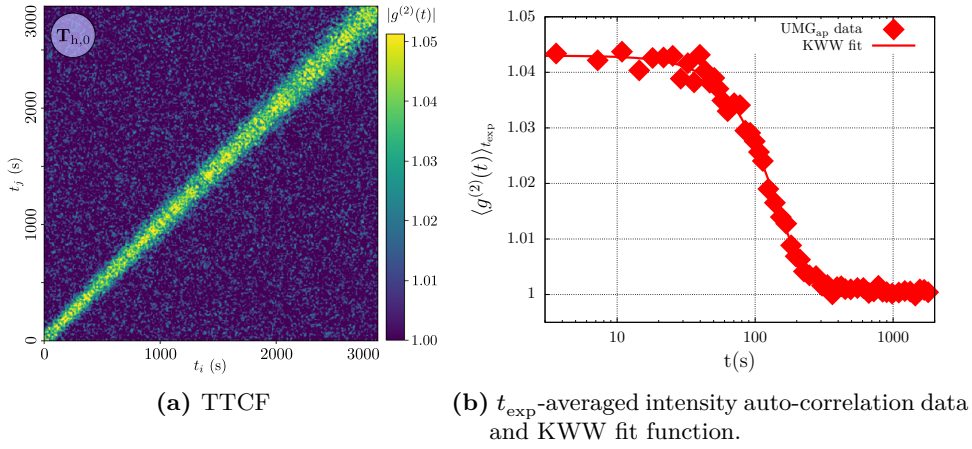 |g⁽²⁾(t)|
T_h,0
3000
2000
1000
0
t_j (s)
0
1000
2000
3000
t_i (s)
1.05
1.04
1.03
1.02
1.01
1.00
(a) TTCF
1.05
1.04
1.03
1.02
1.01
1
⟨g⁽²⁾(t)⟩_t_exp
UMG_ap data
KWW fit
10
100
1000
t(s)
(b) t_exp-averaged intensity auto-correlation data
and KWW fit function.